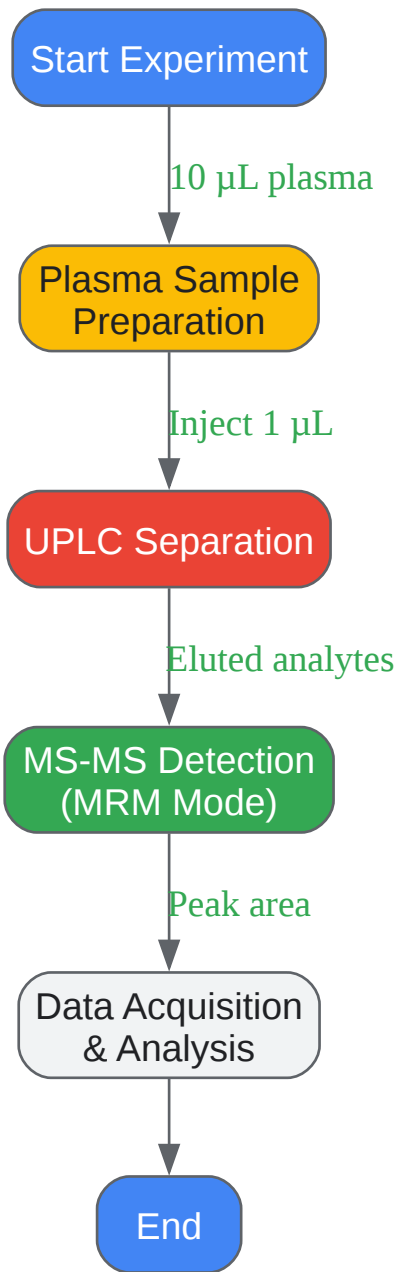 Start Experiment
10 µL plasma
Plasma Sample
Preparation
Inject 1 µL
UPLC Separation
Eluted analytes
MS-MS Detection
(MRM Mode)
Peak area
Data Acquisition
& Analysis
End